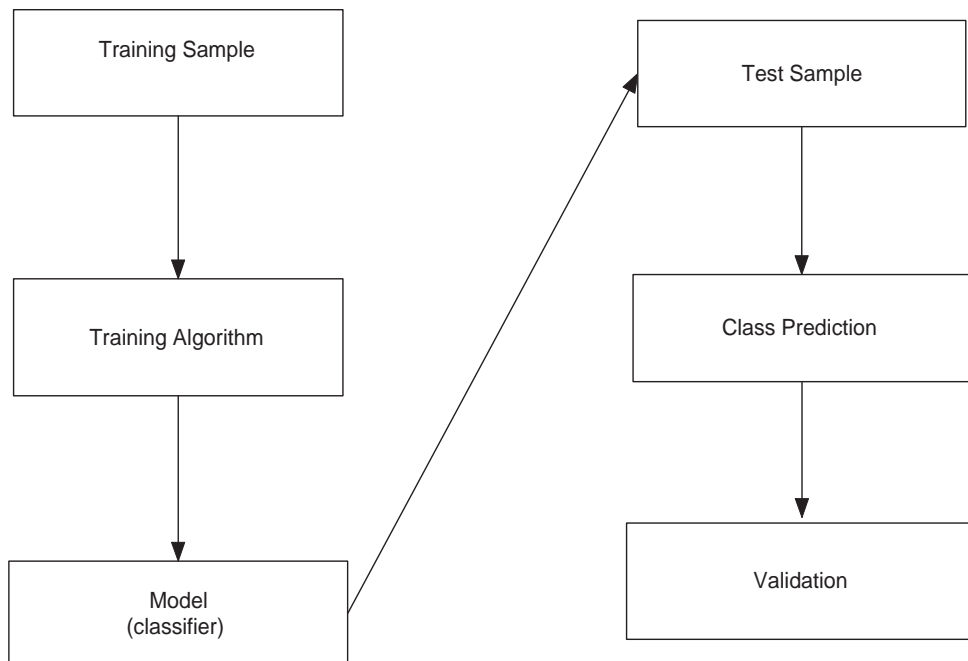 Training Sample
Training Algorithm
Model
(classifier)
Test Sample
Class Prediction
Validation